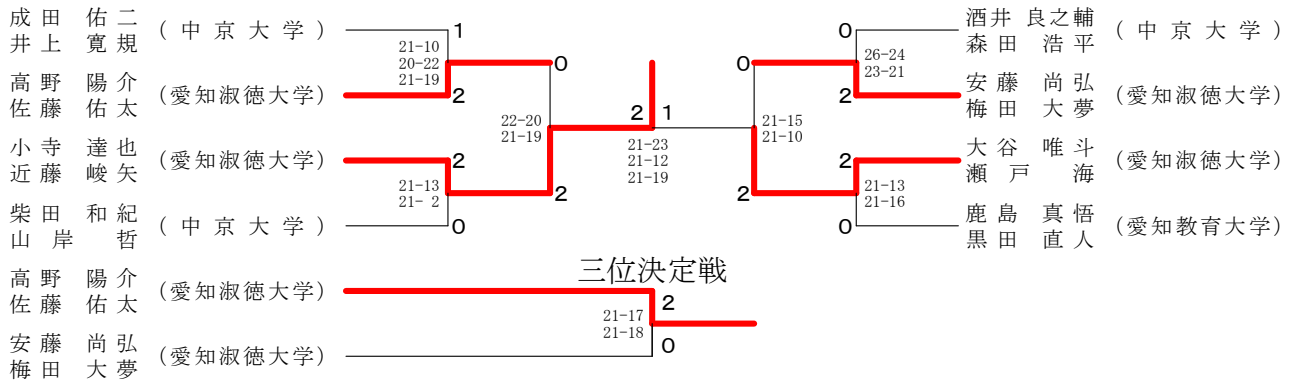 成田 佑二
井上 寛規
(中京大学)
1
21-10
20-22
21-19
0
高野 陽介
佐藤 佑太
(愛知淑徳大学)
2
22-20
21-19
小寺 達也
近藤 峻矢
(愛知淑徳大学)
2
21-13
21- 2
2
柴田 和紀
山岸 哲
(中京大学)
0
2 1
21-23
21-12
21-19
0
酒井 良之輔
森田 浩平
(中京大学)
26-24
23-21
0
2
安藤 尚弘
梅田 大夢
(愛知淑徳大学)
21-15
21-10
2
大谷 唯斗
瀬戸 海
(愛知淑徳大学)
21-13
21-16
2
0
鹿島 真悟
黒田 直人
(愛知教育大学)
三位決定戦
高野 陽介
佐藤 佑太
(愛知淑徳大学)
2
21-17
21-18
安藤 尚弘
梅田 大夢
(愛知淑徳大学)
0